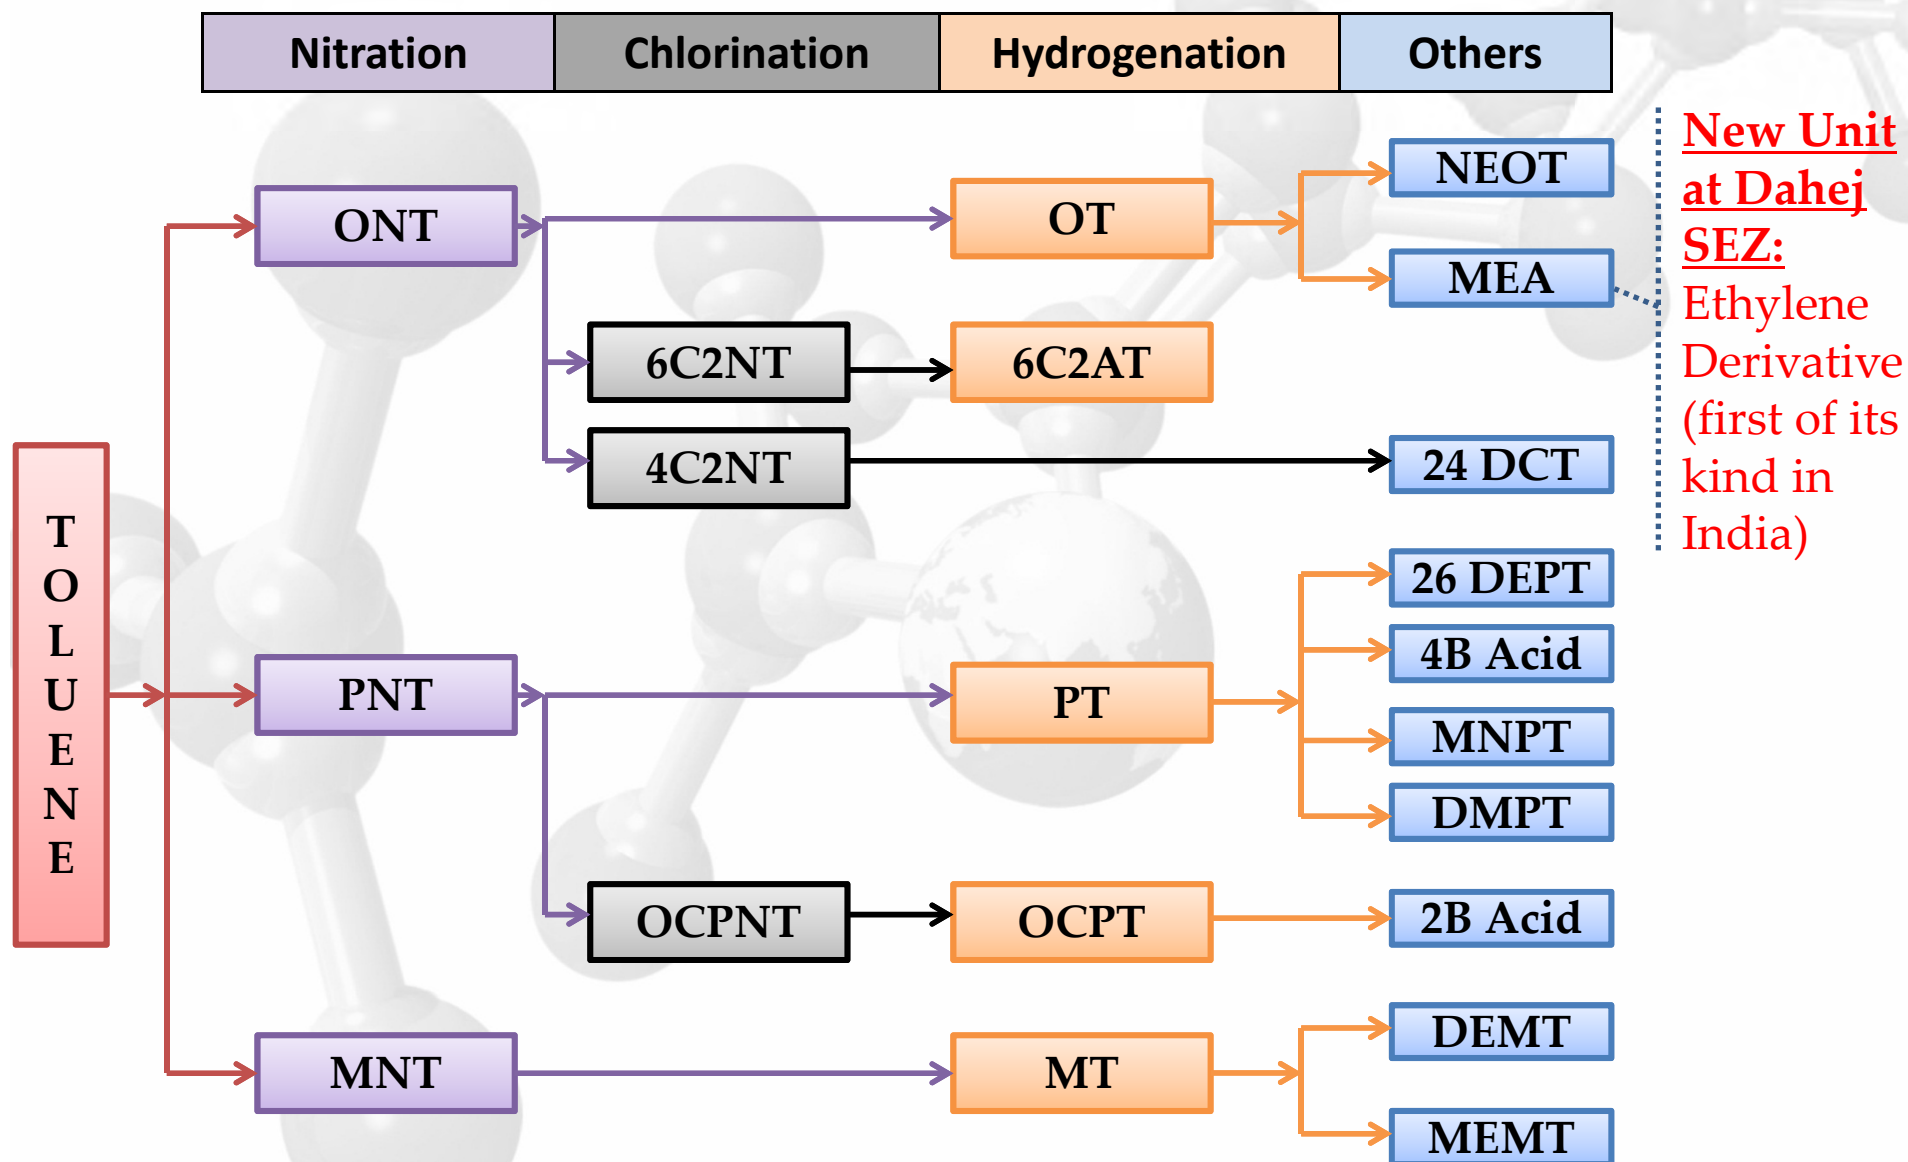 Nitration Chlorination Hydrogenation Others
New Unit
at Dahej
SEZ:
Ethylene
Derivative
(first of its
kind in
India)
TOLUENE
ONT
OT
NEOT
MEA
6C2NT
6C2AT
4C2NT
24 DCT
PNT
PT
26 DEPT
4B Acid
MNPT
DMPT
OCPNT
OCPT
2B Acid
MNT
MT
DEMT
MEMT